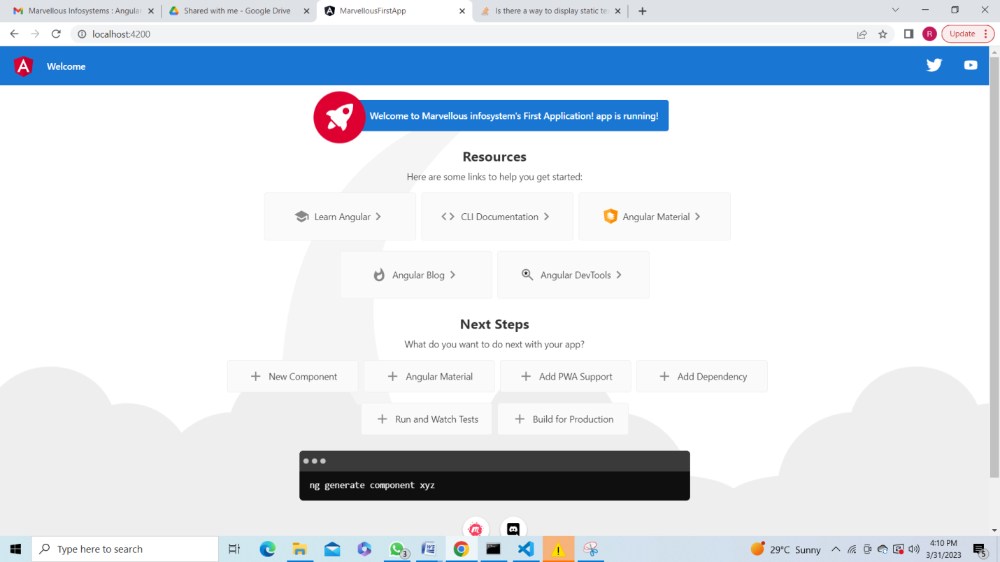 Marvellous Infosystems : Angular
Shared with me - Google Drive
MarvellousFirstApp
Is there a way to display static te
localhost:4200
R
Update
A
Welcome
Welcome to Marvellous infosystem's First Application! app is running!
Resources
Here are some links to help you get started:
Learn Angular
CLI Documentation
Angular Material
Angular Blog
Angular DevTools
Next Steps
What do you want to do next with your app?
New Component
Angular Material
Add PWA Support
Add Dependency
Run and Watch Tests
Build for Production
ng generate component xyz
m
Type here to search
3
W
29°C Sunny
4:10 PM
3/31/2023
5